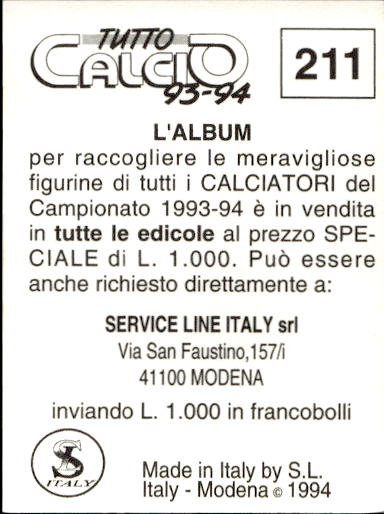 TUTTO
CALCIO
93-94
211
L'ALBUM
per raccogliere le meravigliose
figurine di tutti i CALCIATORI del
Campionato 1993-94 è in vendita
in tutte le edicole al prezzo SPE-
CIALE di L. 1.000. Può essere
anche richiesto direttamente a:
SERVICE LINE ITALY srl
Via San Faustino,157/i
41100 MODENA
inviando L. 1.000 in francobolli
SL
ITALY
Made in Italy by S.L.
Italy - Modena © 1994